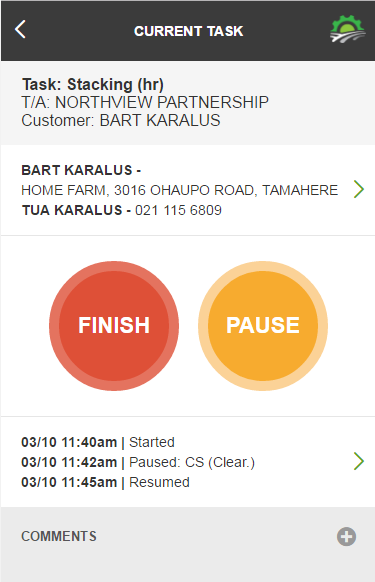 CURRENT TASK
Task: Stacking (hr)
T/A: NORTHVIEW PARTNERSHIP
Customer: BART KARALUS
BART KARALUS -
HOME FARM, 3016 OHAUPO ROAD, TAMAHERE
TUA KARALUS - 021 115 6809
FINISH
PAUSE
03/10 11:40am | Started
03/10 11:42am | Paused: CS (Clear.)
03/10 11:45am | Resumed
COMMENTS